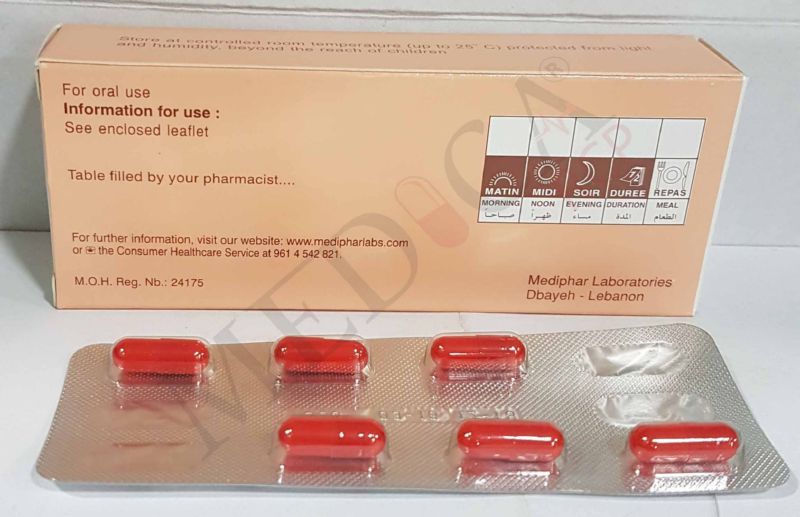 Store at controlled room temperature (up to 25° C) protected from light
and humidity, beyond the reach of children
For oral use
Information for use :
See enclosed leaflet
Table filled by your pharmacist....
MATIN MIDI SOIR DUREE REPAS
MORNING NOON EVENING DURATION MEAL
صباحاً ظهراً مساءً المدة الطعام
For further information, visit our website: www.medipharlabs.com
or ☏ the Consumer Healthcare Service at 961 4 542 821.
M.O.H. Reg. Nb.: 24175
Mediphar Laboratories
Dbayeh - Lebanon
MEDICA®